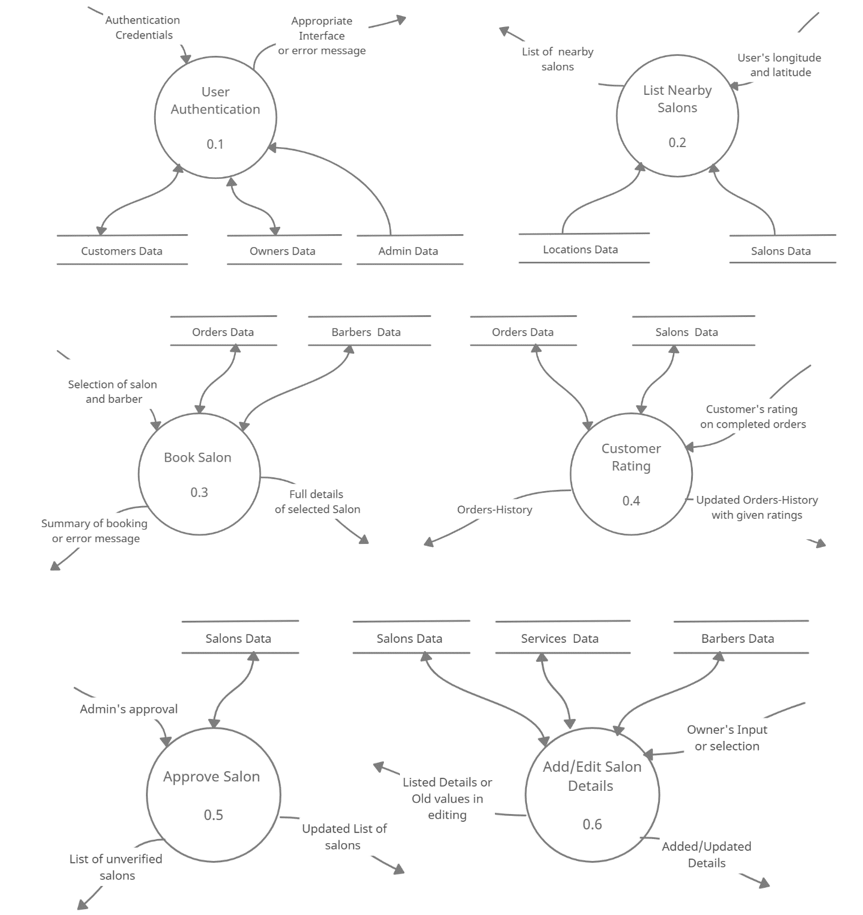 Authentication
Credentials
Appropriate
Interface
or error message
User
Authentication
0.1
Customers Data
Owners Data
Admin Data
List of nearby
salons
User's longitude
and latitude
List Nearby
Salons
0.2
Locations Data
Salons Data
Orders Data
Barbers Data
Selection of salon
and barber
Book Salon
0.3
Full details
of selected Salon
Summary of booking
or error message
Orders Data
Salons Data
Customer's rating
on completed orders
Customer
Rating
0.4
Orders-History
Updated Orders-History
with given ratings
Salons Data
Admin's approval
Approve Salon
0.5
Updated List of
salons
List of unverified
salons
Salons Data
Services Data
Barbers Data
Owner's Input
or selection
Add/Edit Salon
Details
0.6
Listed Details or
Old values in
editing
Added/Updated
Details